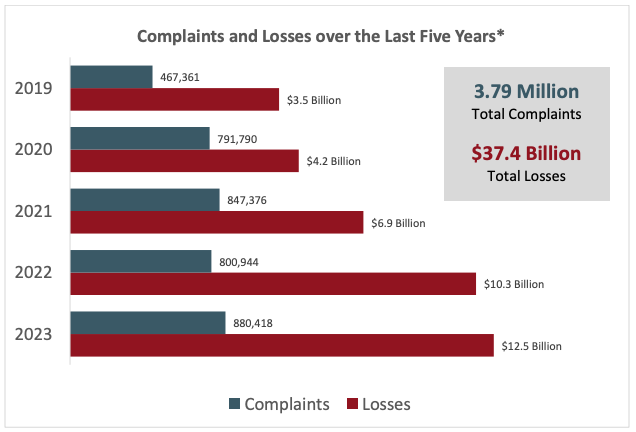 Complaints and Losses over the Last Five Years*
2019
467,361
$3.5 Billion
2020
791,790
$4.2 Billion
2021
847,376
$6.9 Billion
2022
800,944
$10.3 Billion
2023
880,418
$12.5 Billion
3.79 Million
Total Complaints
$37.4 Billion
Total Losses
Complaints Losses